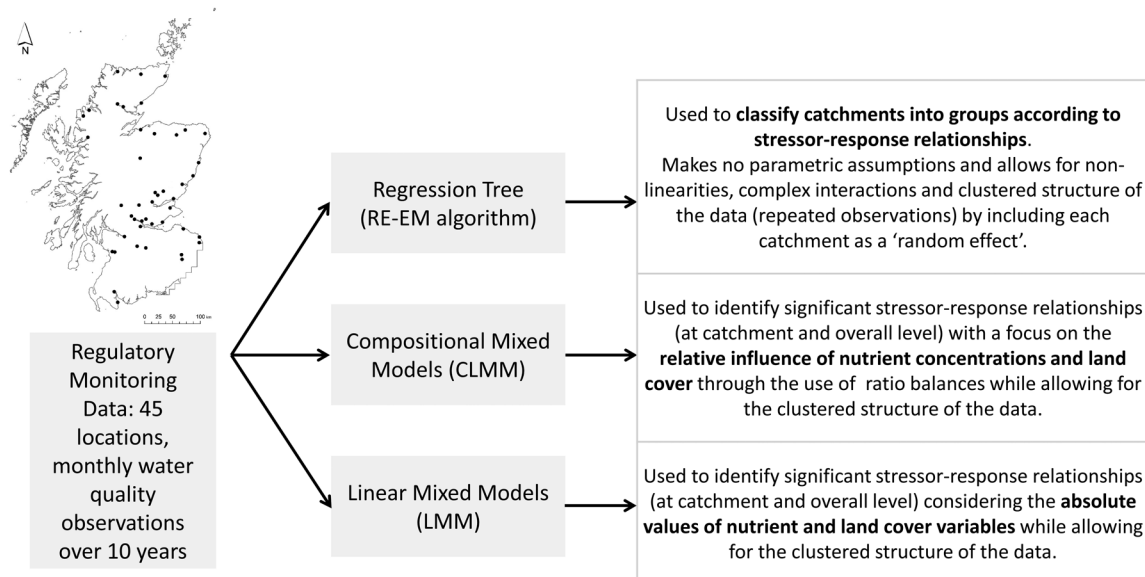 N
0 25 50 100 km
Regulatory
Monitoring
Data: 45
locations,
monthly water
quality
observations
over 10 years
Regression Tree
(RE-EM algorithm)
Used to classify catchments into groups according to
stressor-response relationships.
Makes no parametric assumptions and allows for non-
linearities, complex interactions and clustered structure of
the data (repeated observations) by including each
catchment as a ‘random effect’.
Compositional Mixed
Models (CLMM)
Used to identify significant stressor-response relationships
(at catchment and overall level) with a focus on the
relative influence of nutrient concentrations and land
cover through the use of ratio balances while allowing for
the clustered structure of the data.
Linear Mixed Models
(LMM)
Used to identify significant stressor-response relationships
(at catchment and overall level) considering the absolute
values of nutrient and land cover variables while allowing
for the clustered structure of the data.